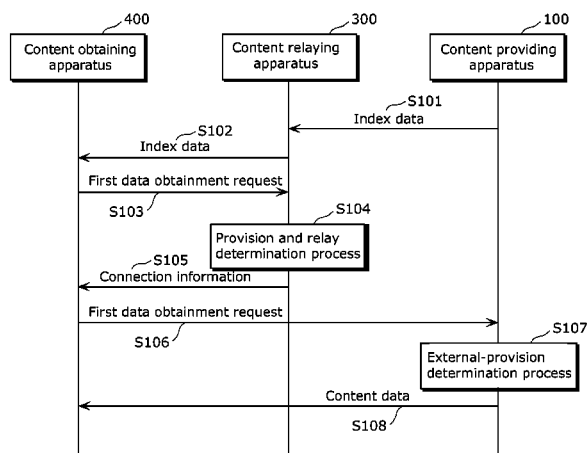 400
300
100
Content obtaining
apparatus
Content relaying
apparatus
Content providing
apparatus
S101
Index data
S102
Index data
First data obtainment request
S103
S104
Provision and relay
determination process
S105
Connection information
First data obtainment request
S106
S107
External-provision
determination process
Content data
S108